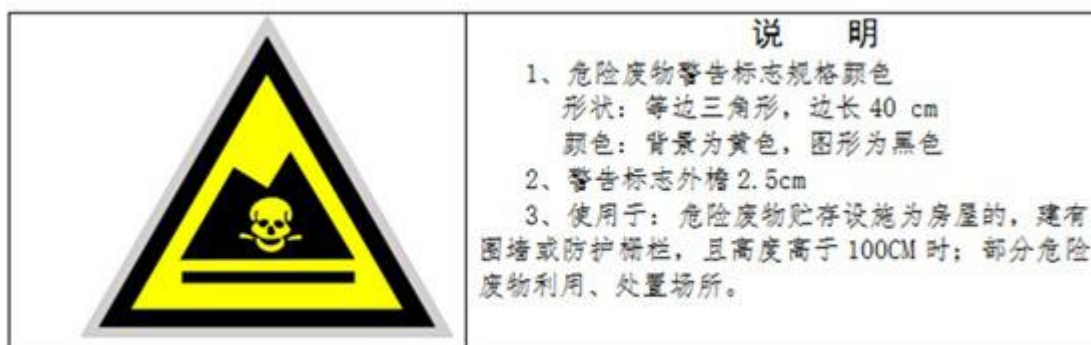 说 明
1、危险废物警告标志规格颜色
形状：等边三角形，边长 40 cm
颜色：背景为黄色，图形为黑色
2、警告标志外檐 2.5cm
3、使用于：危险废物贮存设施为房屋的，建有
围墙或防护栅栏，且高度高于 100CM 时；部分危险
废物利用、处置场所。